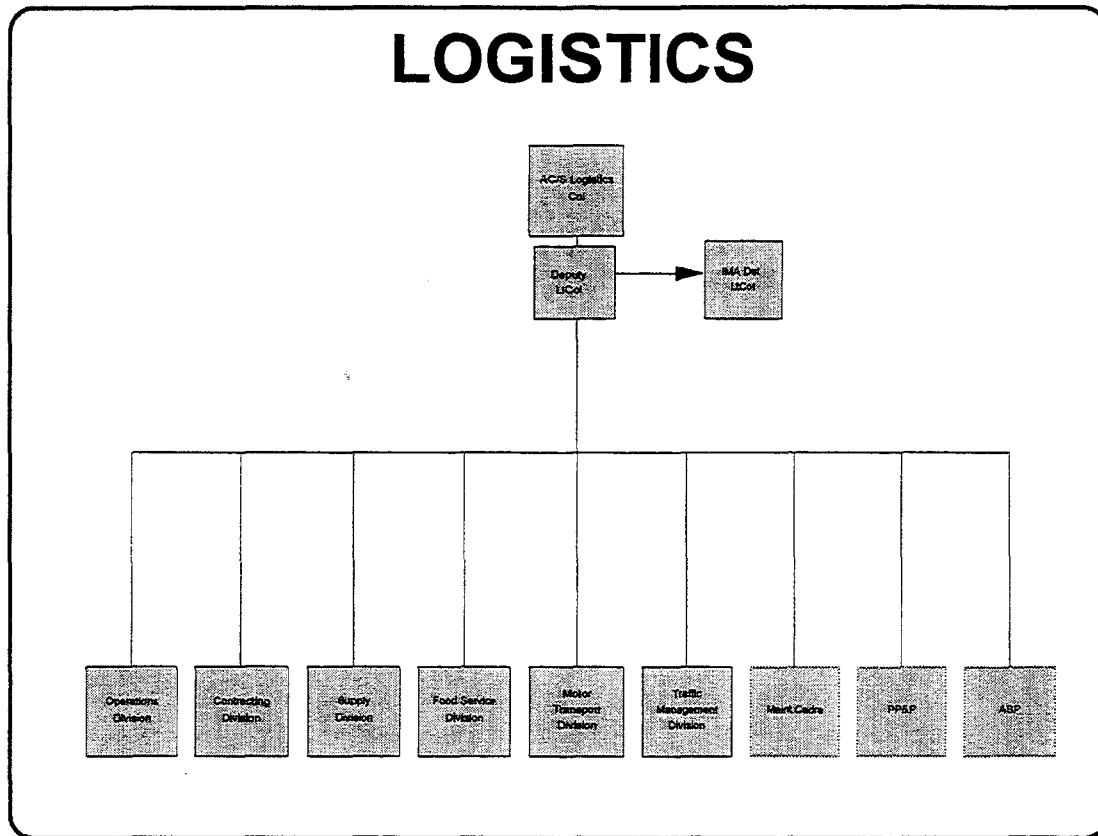 LOGISTICS
AC/S Logistics
Col
Deputy
LtCol
IMA Det
LtCol
Operations
Division
Contracting
Division
Supply
Division
Food Service
Division
Motor
Transport
Division
Traffic
Management
Division
Maint Cadre
PP&P
ASP